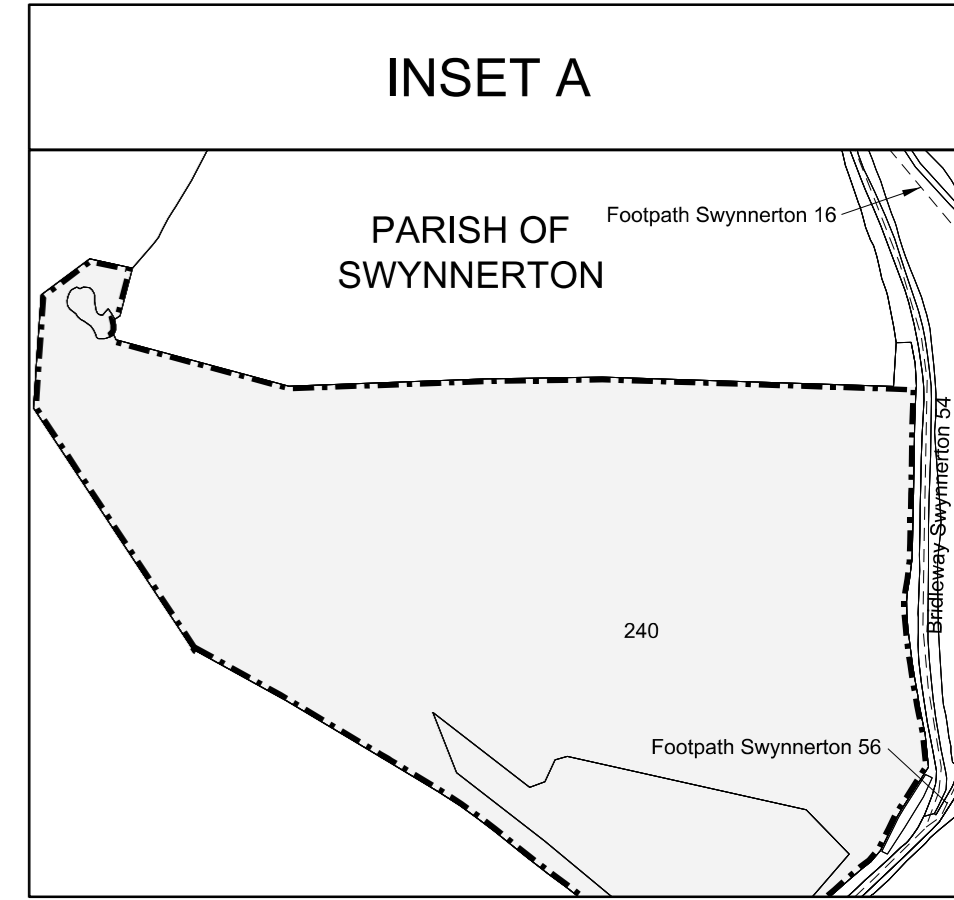 INSET A
PARISH OF
SWYNNERTON
Footpath Swynnerton 16
Bridleway Swynnerton 54
240
Footpath Swynnerton 56